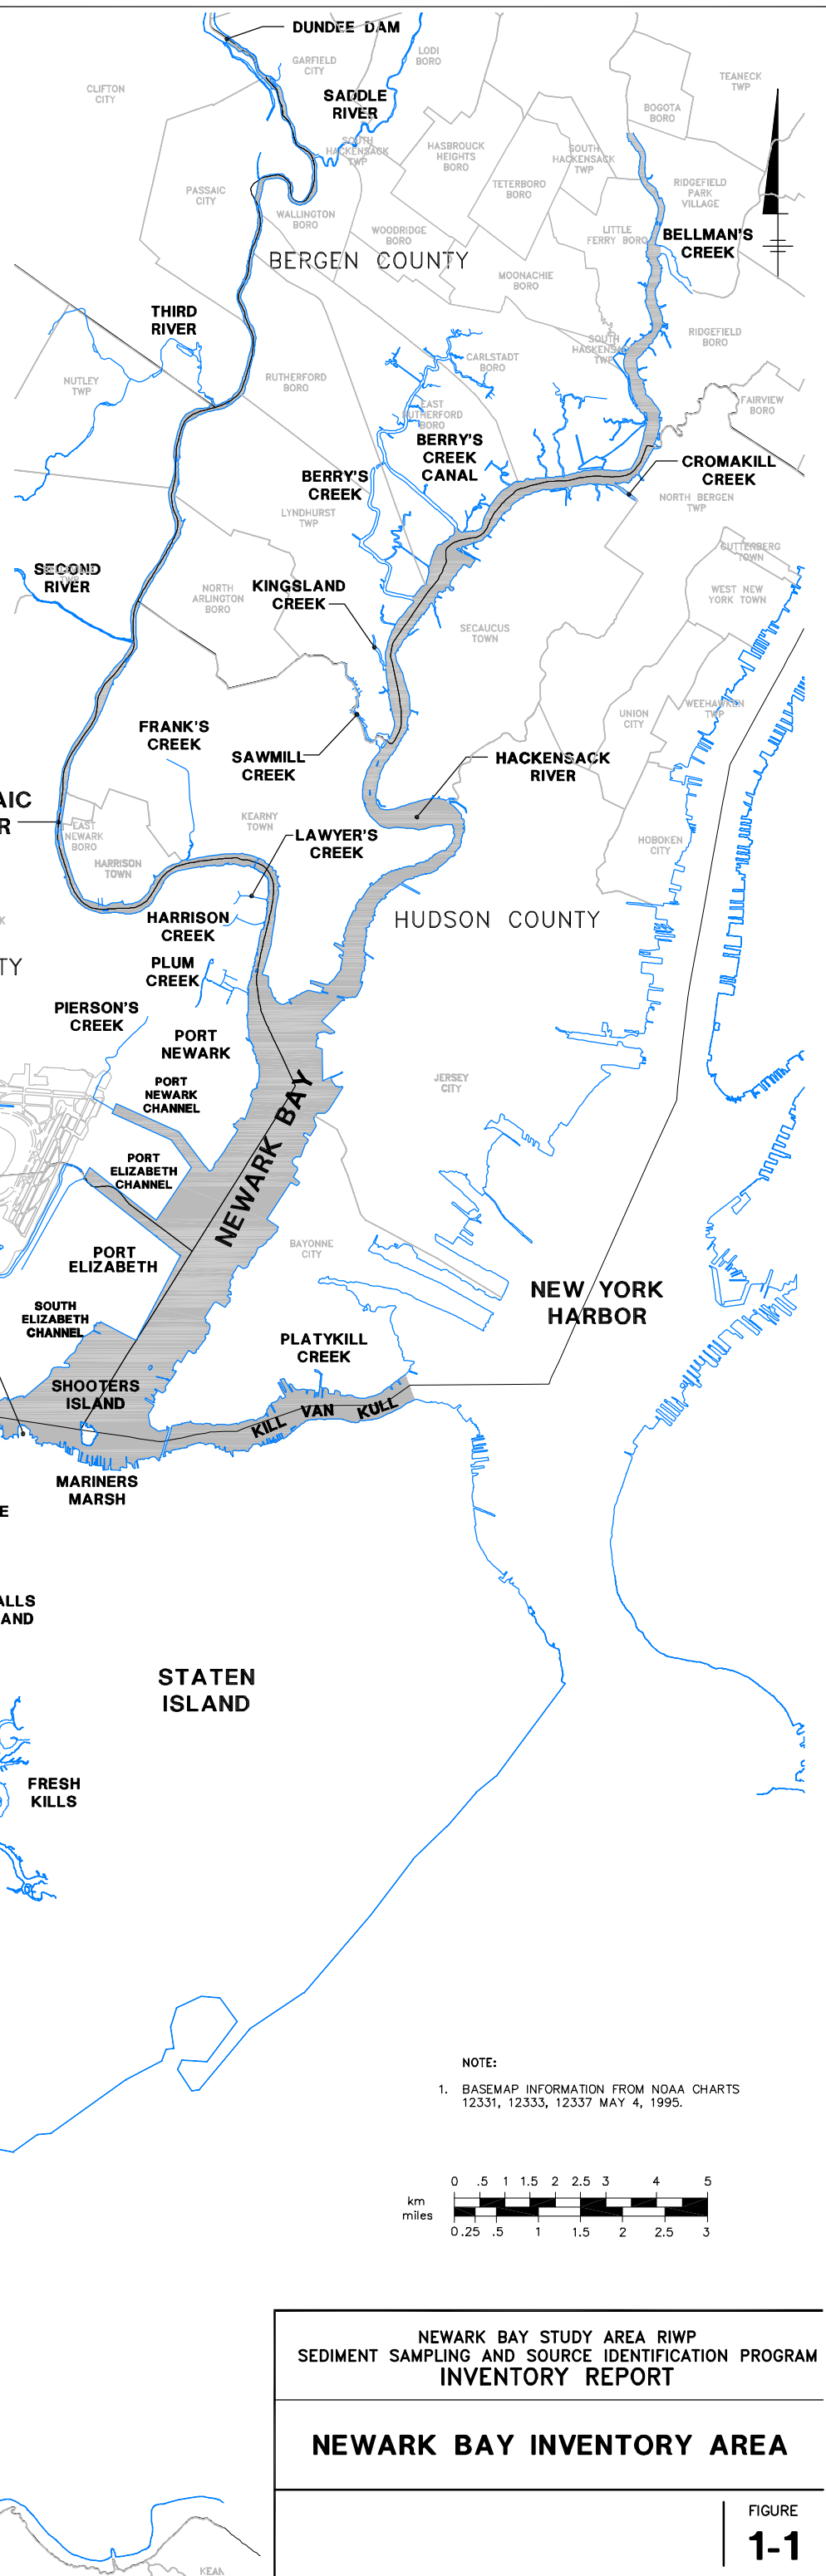 DUNDEE DAM
LODI
BORO
GARFIELD
CITY
TEANECK
TWP
CLIFTON
CITY
SADDLE
RIVER
BOGOTA
BORO
SOUTH
HACKENSACK
TWP
HASBROUCK
HEIGHTS
BORO
SOUTH
HACKENSACK
TWP
TETERBORO
BORO
RIDGEFIELD
PARK
VILLAGE
PASSAIC
CITY
WALLINGTON
BORO
WOODRIDGE
BORO
LITTLE
FERRY BORO
BELLMAN'S
CREEK
BERGEN COUNTY
MOONACHIE
BORO
THIRD
RIVER
RIDGEFIELD
BORO
SOUTH
TWP
CARLSTADT
BORO
NUTLEY
TWP
RUTHERFORD
BORO
FAIRVIEW
BORO
EAST
RUTHERFORD
BORO
BERRY'S
CREEK
CANAL
CROMAKILL
CREEK
BERRY'S
CREEK
NORTH BERGEN
TWP
LYNDHURST
TWP
GUTTENBERG
TOWN
SECOND
RIVER
NORTH
ARLINGTON
BORO
KINGSLAND
CREEK
WEST NEW
YORK TOWN
SECAUCUS
TOWN
WEEHAWKEN
TWP
UNION
CITY
FRANK'S
CREEK
SAWMILL
CREEK
HACKENSACK
RIVER
AIC
R
EAST
NEWARK
BORO
KEARNY
TOWN
LAWYER'S
CREEK
HOBOKEN
CITY
HARRISON
TOWN
HARRISON
CREEK
HUDSON COUNTY
K
TY
PLUM
CREEK
PIERSON'S
CREEK
PORT
NEWARK
PORT
NEWARK
CHANNEL
JERSEY
CITY
NEWARK BAY
PORT
ELIZABETH
CHANNEL
BAYONNE
CITY
PORT
ELIZABETH
NEW YORK
HARBOR
SOUTH
ELIZABETH
CHANNEL
PLATYKILL
CREEK
SHOOTERS
ISLAND
KILL VAN KULL
MARINERS
MARSH
E
ALLS
AND
STATEN
ISLAND
FRESH
KILLS
NOTE:
1. BASEMAP INFORMATION FROM NOAA CHARTS
12331, 12333, 12337 MAY 4, 1995.
0 .5 1 1.5 2 2.5 3 4 5
km
miles
0 .25 .5 1 1.5 2 2.5 3
NEWARK BAY STUDY AREA RIWP
SEDIMENT SAMPLING AND SOURCE IDENTIFICATION PROGRAM
INVENTORY REPORT
NEWARK BAY INVENTORY AREA
FIGURE
1-1
KEAN